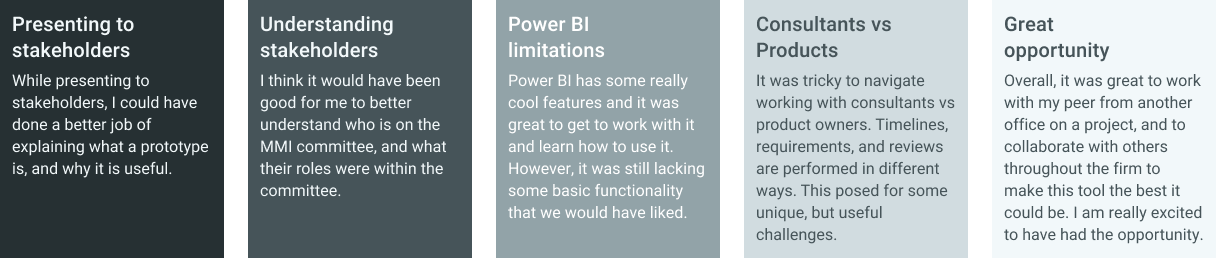 Presenting to
stakeholders
While presenting to
stakeholders, I could have
done a better job of
explaining what a prototype
is, and why it is useful.
Understanding
stakeholders
I think it would have been
good for me to better
understand who is on the
MMI committee, and what
their roles were within the
committee.
Power BI
limitations
Power BI has some really
cool features and it was
great to get to work with it
and learn how to use it.
However, it was still lacking
some basic functionality
that we would have liked.
Consultants vs
Products
It was tricky to navigate
working with consultants vs
product owners. Timelines,
requirements, and reviews
are performed in different
ways. This posed for some
unique, but useful
challenges.
Great
opportunity
Overall, it was great to work
with my peer from another
office on a project, and to
collaborate with others
throughout the firm to
make this tool the best it
could be. I am really excited
to have had the opportunity.